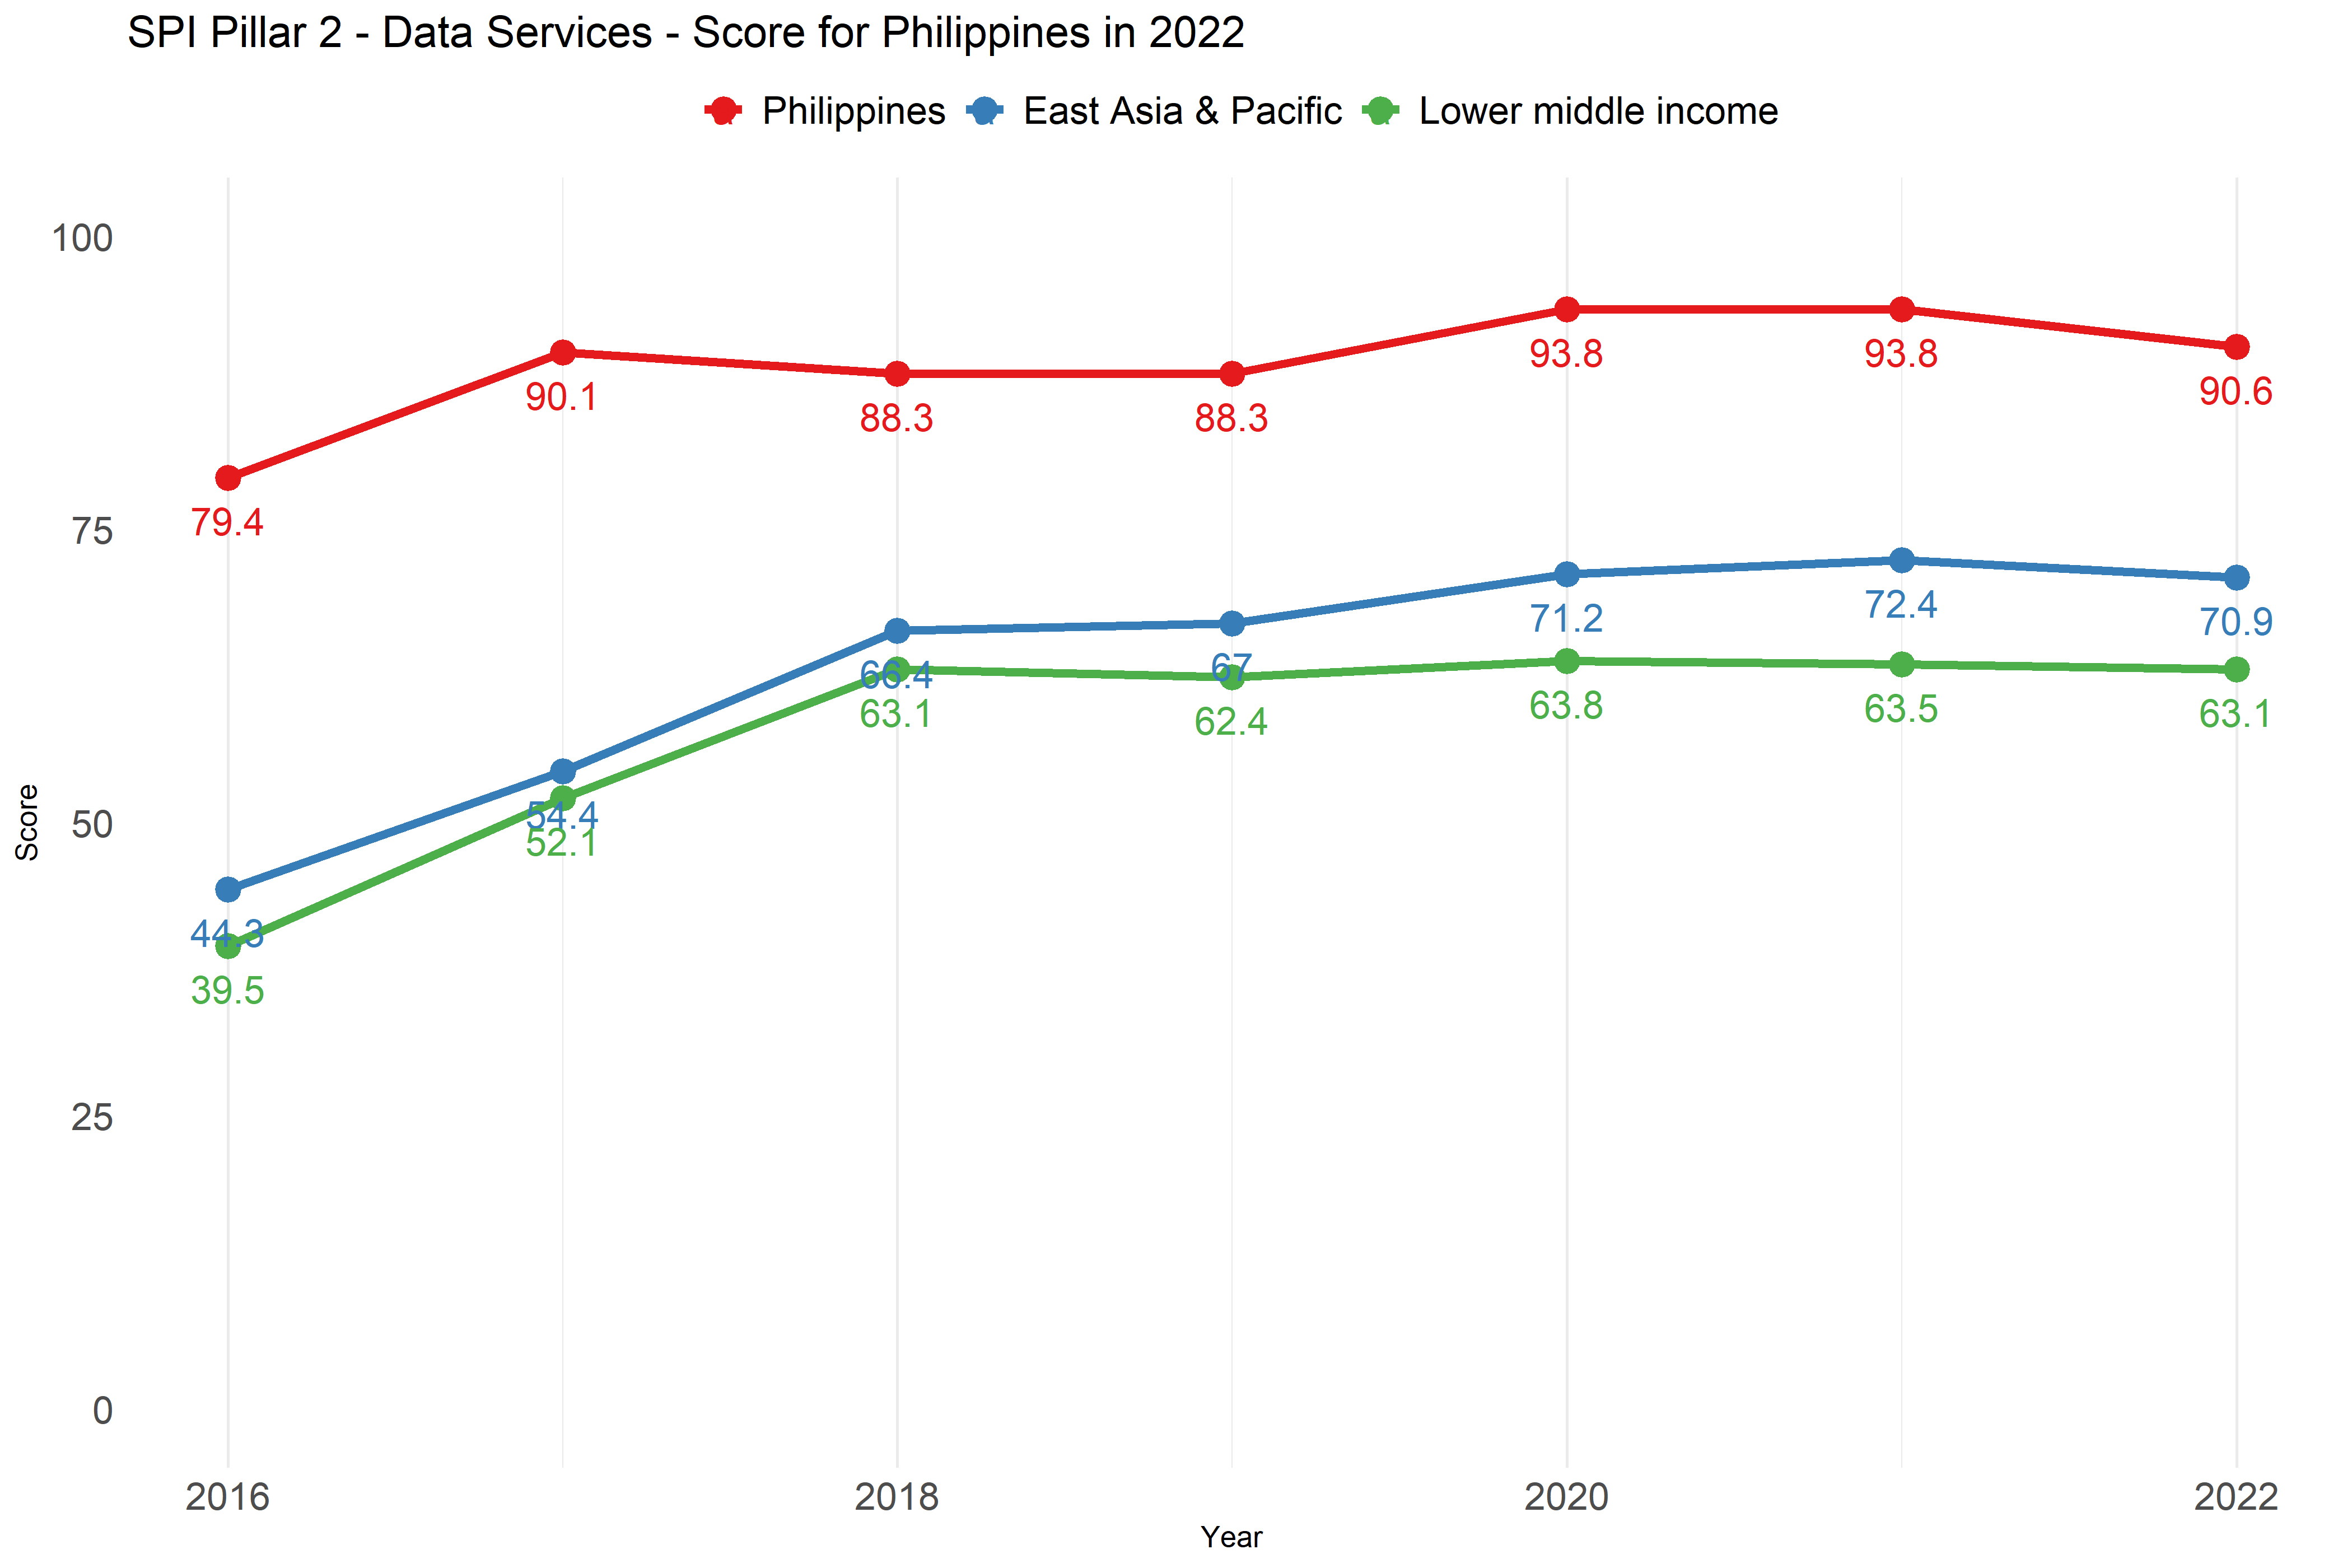 SPI Pillar 2 - Data Services - Score for Philippines in 2022
Philippines East Asia & Pacific Lower middle income
100
75
50
25
0
Score
79.4 90.1 88.3 88.3 93.8 93.8 90.6
44.3 54.4 66.4 67 71.2 72.4 70.9
39.5 52.1 63.1 62.4 63.8 63.5 63.1
2016 2018 2020 2022
Year